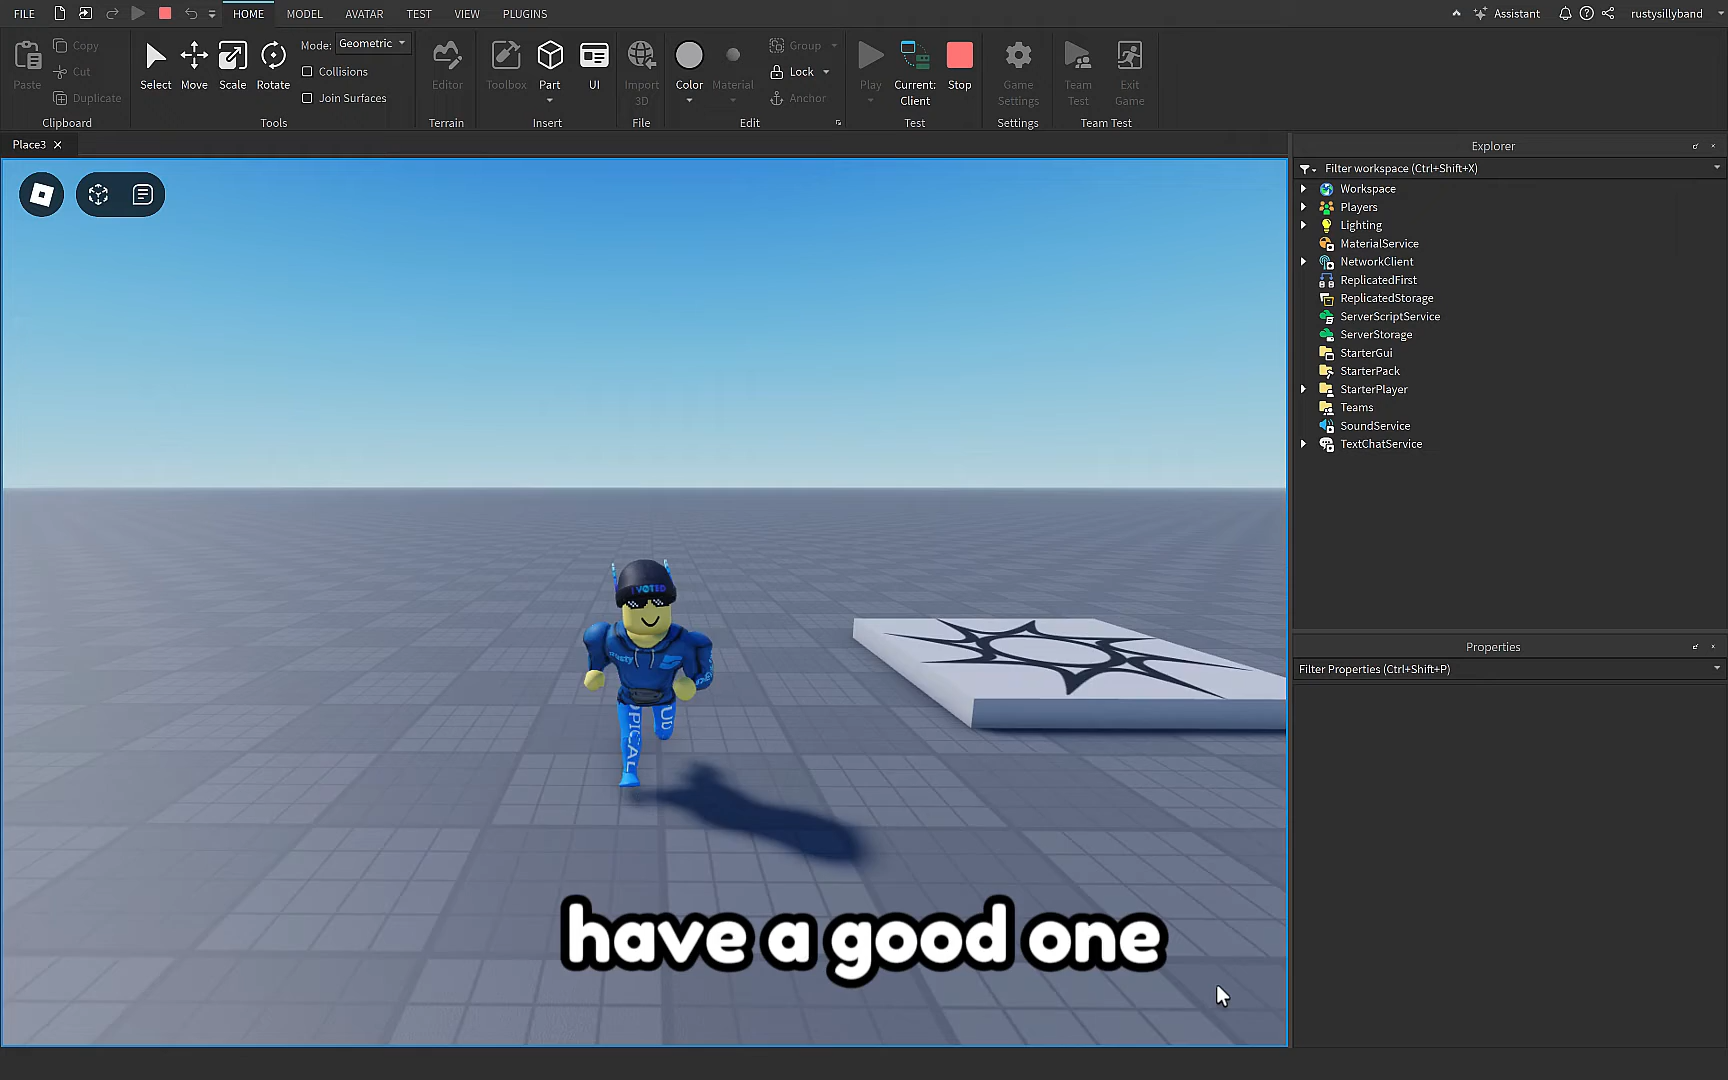 FILE HOME MODEL AVATAR TEST VIEW PLUGINS Assistant rustysillyband
Paste Copy Cut Duplicate
Clipboard
Select Move Scale Rotate
Mode: Geometric
Collisions
Join Surfaces
Tools
Editor
Terrain
Toolbox Part UI
Insert
Import
3D
File
Color Material
Group
Lock
Anchor
Edit
Play
Current:
Client
Stop
Test
Game
Settings
Settings
Team
Test
Exit
Game
Team Test
Place3
Explorer
Filter workspace (Ctrl+Shift+X)
Workspace
Players
Lighting
MaterialService
NetworkClient
ReplicatedFirst
ReplicatedStorage
ServerScriptService
ServerStorage
StarterGui
StarterPack
StarterPlayer
Teams
SoundService
TextChatService
Properties
Filter Properties (Ctrl+Shift+P)
I VOTED
have a good one